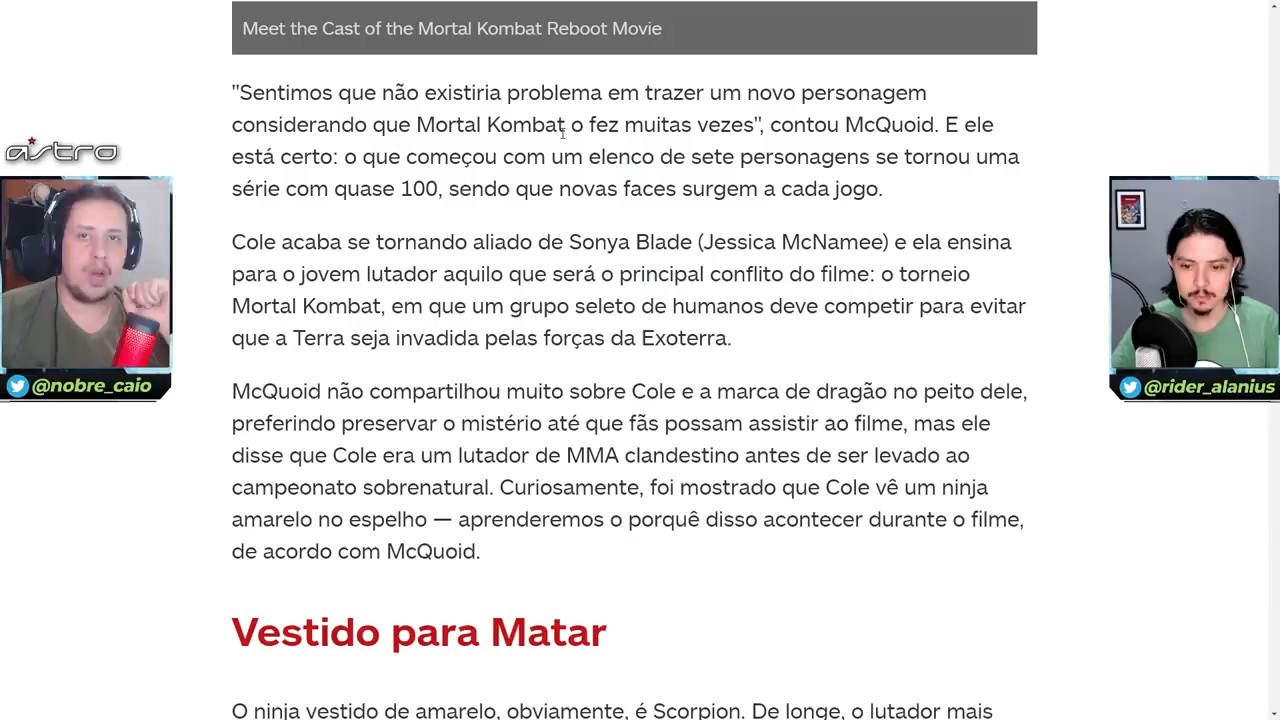 Meet the Cast of the Mortal Kombat Reboot Movie
"Sentimos que não existiria problema em trazer um novo personagem
considerando que Mortal Kombat o fez muitas vezes", contou McQuoid. E ele
está certo: o que começou com um elenco de sete personagens se tornou uma
série com quase 100, sendo que novas faces surgem a cada jogo.
astro
Cole acaba se tornando aliado de Sonya Blade (Jessica McNamee) e ela ensina
para o jovem lutador aquilo que será o principal conflito do filme: o torneio
Mortal Kombat, em que um grupo seleto de humanos deve competir para evitar
que a Terra seja invadida pelas forças da Exoterra.
@nobre_caio
@rider_alanius
McQuoid não compartilhou muito sobre Cole e a marca de dragão no peito dele,
preferindo preservar o mistério até que fãs possam assistir ao filme, mas ele
disse que Cole era um lutador de MMA clandestino antes de ser levado ao
campeonato sobrenatural. Curiosamente, foi mostrado que Cole vê um ninja
amarelo no espelho — aprenderemos o porquê disso acontecer durante o filme,
de acordo com McQuoid.
Vestido para Matar
O ninja vestido de amarelo, obviamente, é Scorpion. De longe, o lutador mais